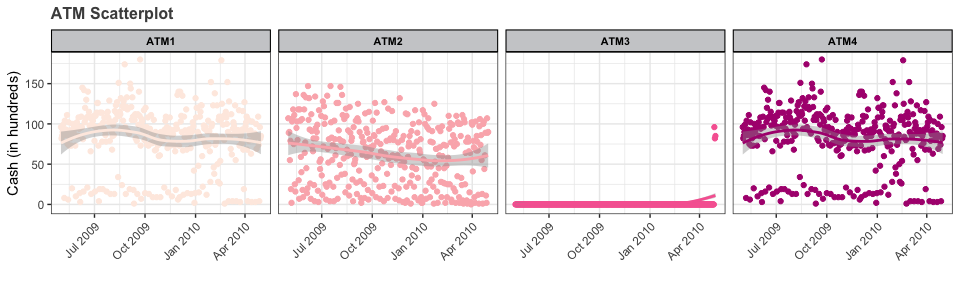 ATM Scatterplot
ATM1 ATM2 ATM3 ATM4
Cash (in hundreds)
150
100
50
0
Jul 2009 Oct 2009 Jan 2010 Apr 2010 Jul 2009 Oct 2009 Jan 2010 Apr 2010 Jul 2009 Oct 2009 Jan 2010 Apr 2010 Jul 2009 Oct 2009 Jan 2010 Apr 2010